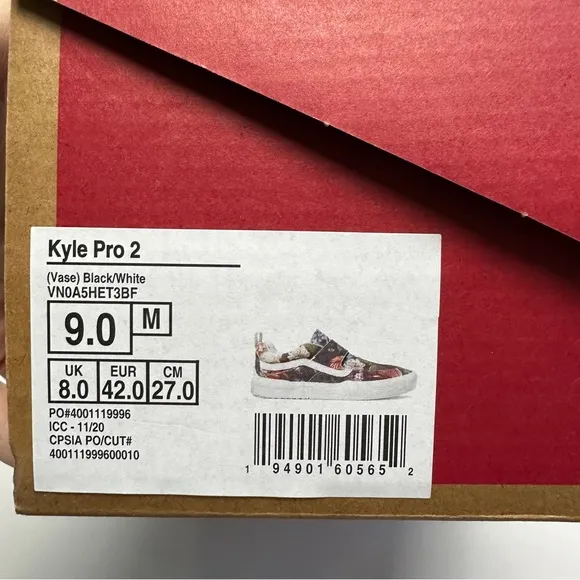 Kyle Pro 2
(Vase) Black/White
VN0A5HET3BF
9.0 M
UK EUR CM
8.0 42.0 27.0
PO#4001119996
ICC - 11/20
CPSIA PO/CUT#
400111999600010
1 94901 60565 2